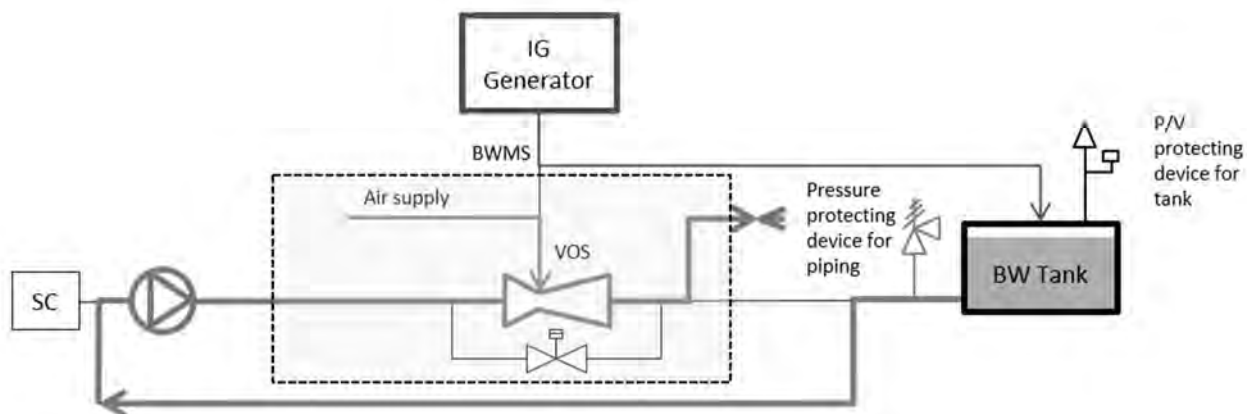 IG
Generator
BWMS
Air supply
VOS
SC
Pressure
protecting
device for
piping
P/V
protecting
device for
tank
BW Tank